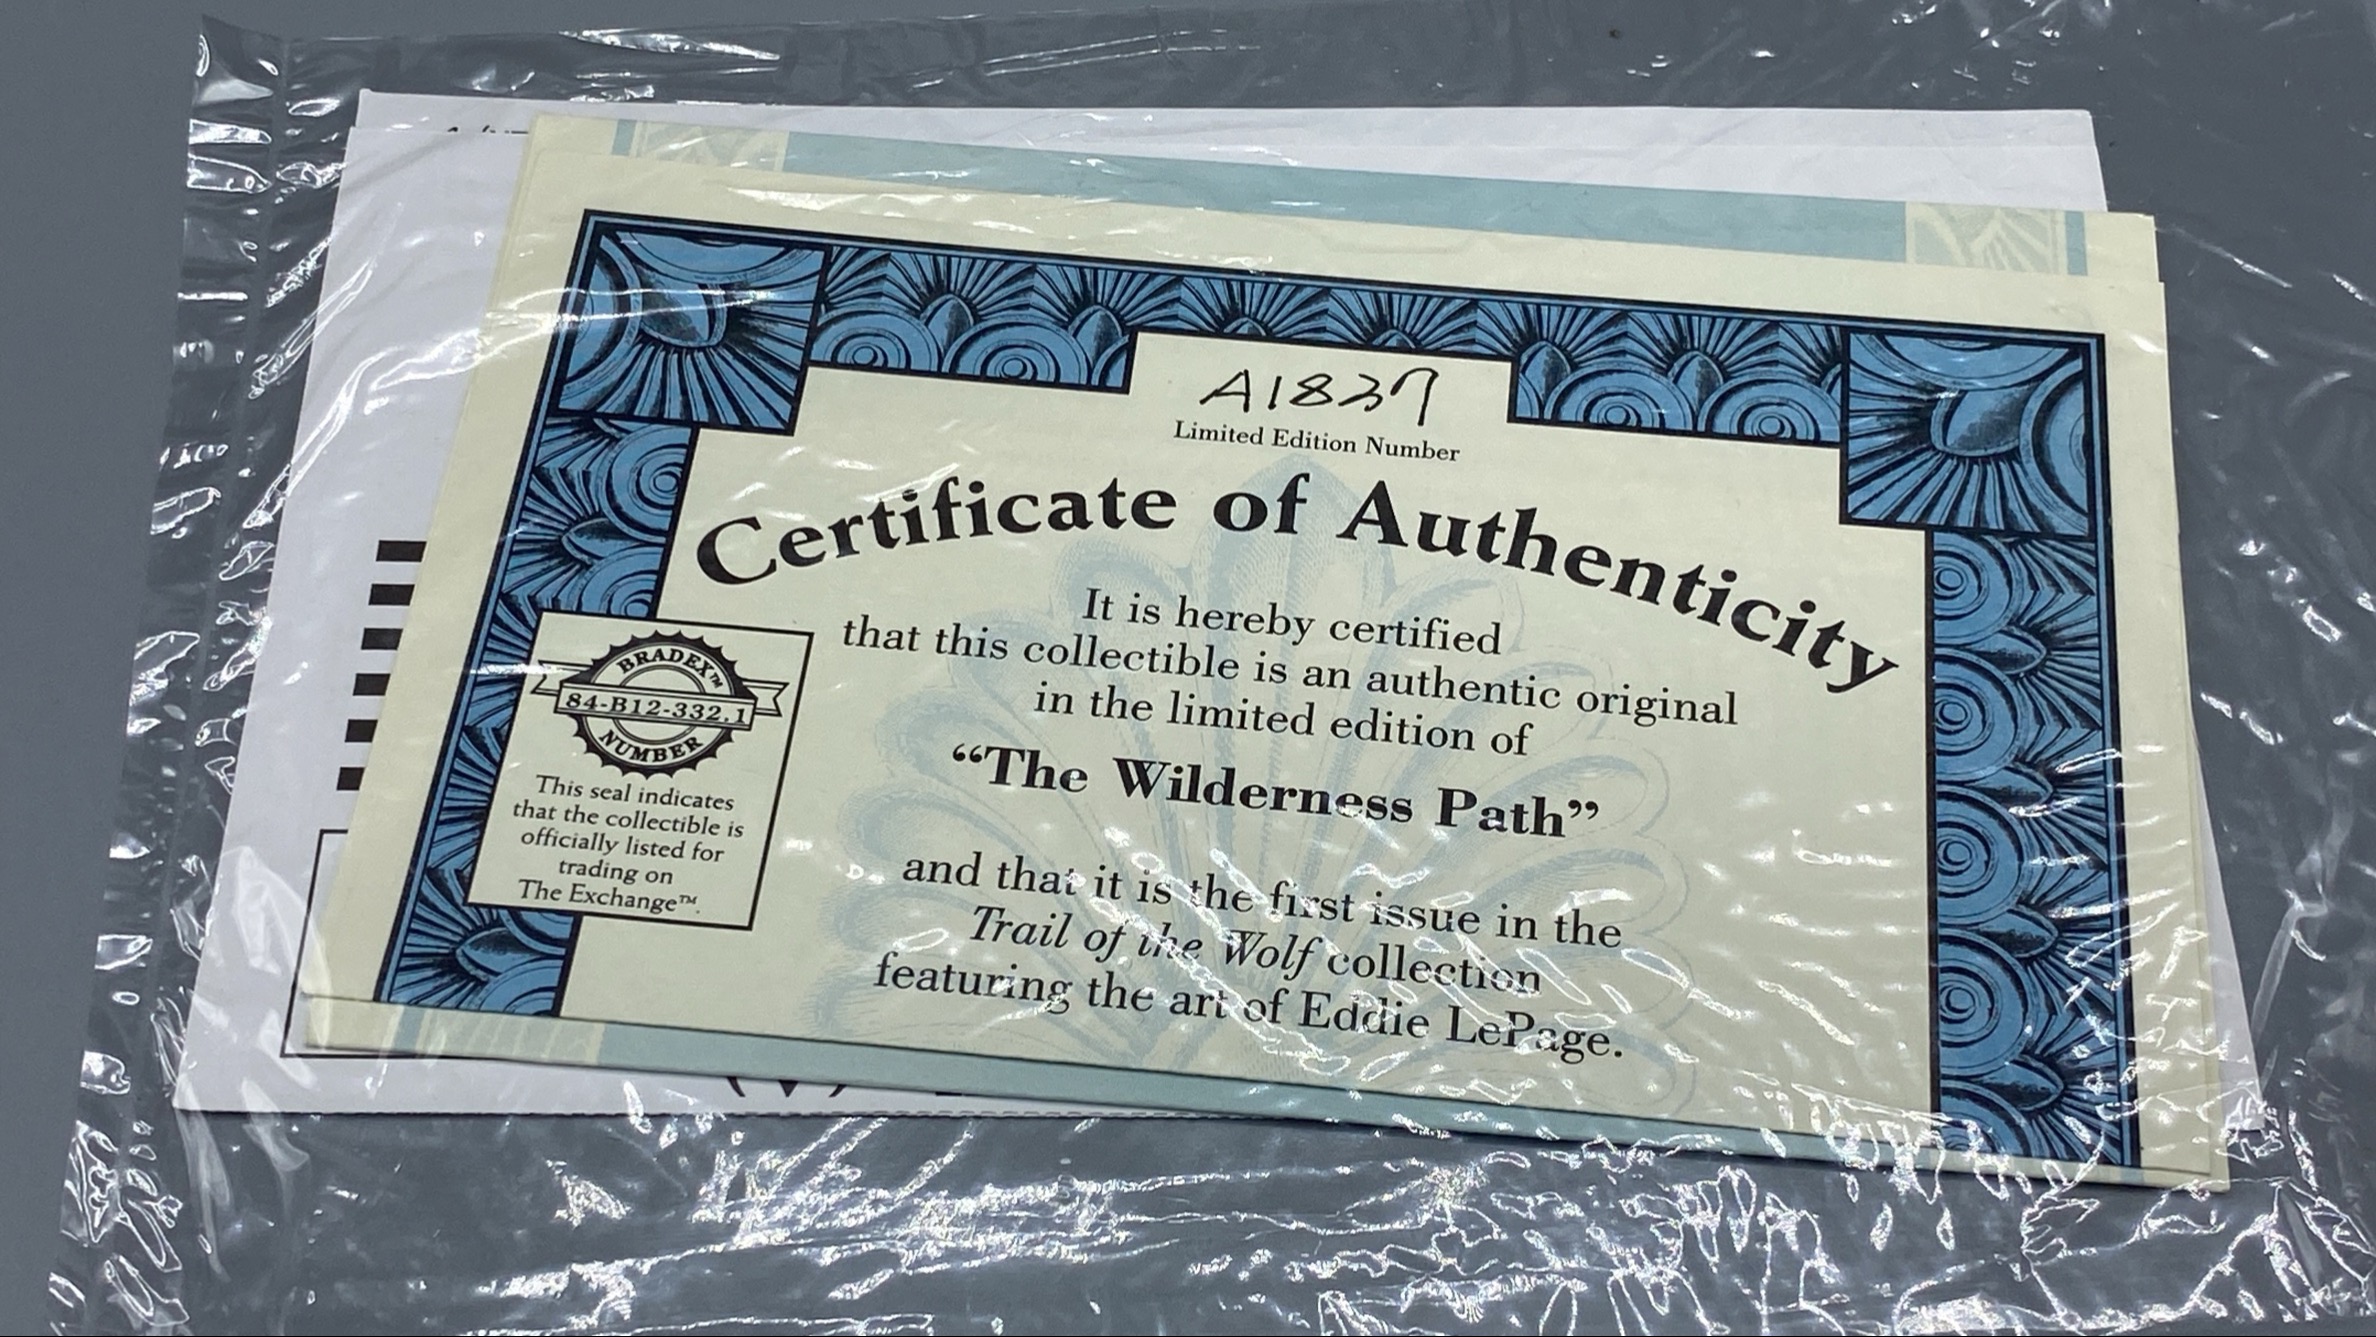 A1837
Limited Edition Number
Certificate of Authenticity
It is hereby certified
that this collectible is an authentic original
in the limited edition of
“The Wilderness Path”
and that it is the first issue in the
Trail of the Wolf collection
featuring the art of Eddie LePage.
BRADEX™
84-B12-332.1
NUMBER
This seal indicates
that the collectible is
officially listed for
trading on
The Exchange™.